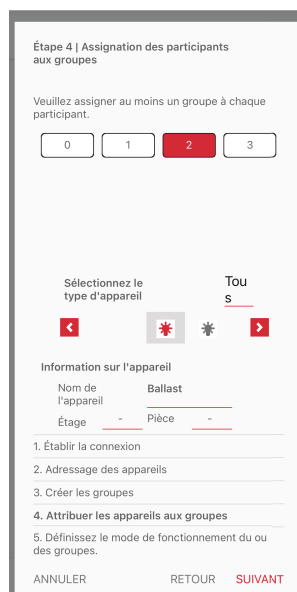 Étape 4 | Assignation des participants
aux groupes
Veuillez assigner au moins un groupe à chaque
participant.
0 1 2 3
Sélectionnez le
type d'appareil
Tou
s
Information sur l'appareil
Nom de
l'appareil
Ballast
Étage - Pièce -
1. Établir la connexion
2. Adressage des appareils
3. Créer les groupes
4. Attribuer les appareils aux groupes
5. Définissez le mode de fonctionnement du ou
des groupes.
ANNULER RETOUR SUIVANT